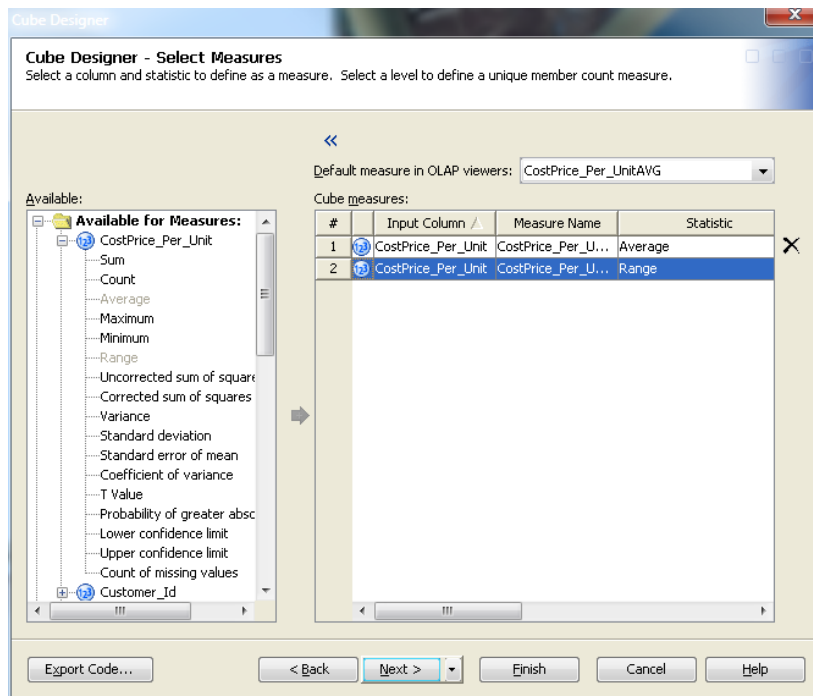 Cube Designer
Cube Designer - Select Measures
Select a column and statistic to define as a measure. Select a level to define a unique member count measure.
Default measure in OLAP viewers: CostPrice_Per_UnitAVG
Available:
Cube measures:
Available for Measures:
CostPrice_Per_Unit
Sum
Count
Average
Maximum
Minimum
Range
Uncorrected sum of square
Corrected sum of squares
Variance
Standard deviation
Standard error of mean
Coefficient of variance
T Value
Probability of greater absc
Lower confidence limit
Upper confidence limit
Count of missing values
Customer_Id
# Input Column Measure Name Statistic
1 CostPrice_Per_Unit CostPrice_Per_U... Average
2 CostPrice_Per_Unit CostPrice_Per_U... Range
Export Code... < Back Next > Finish Cancel Help